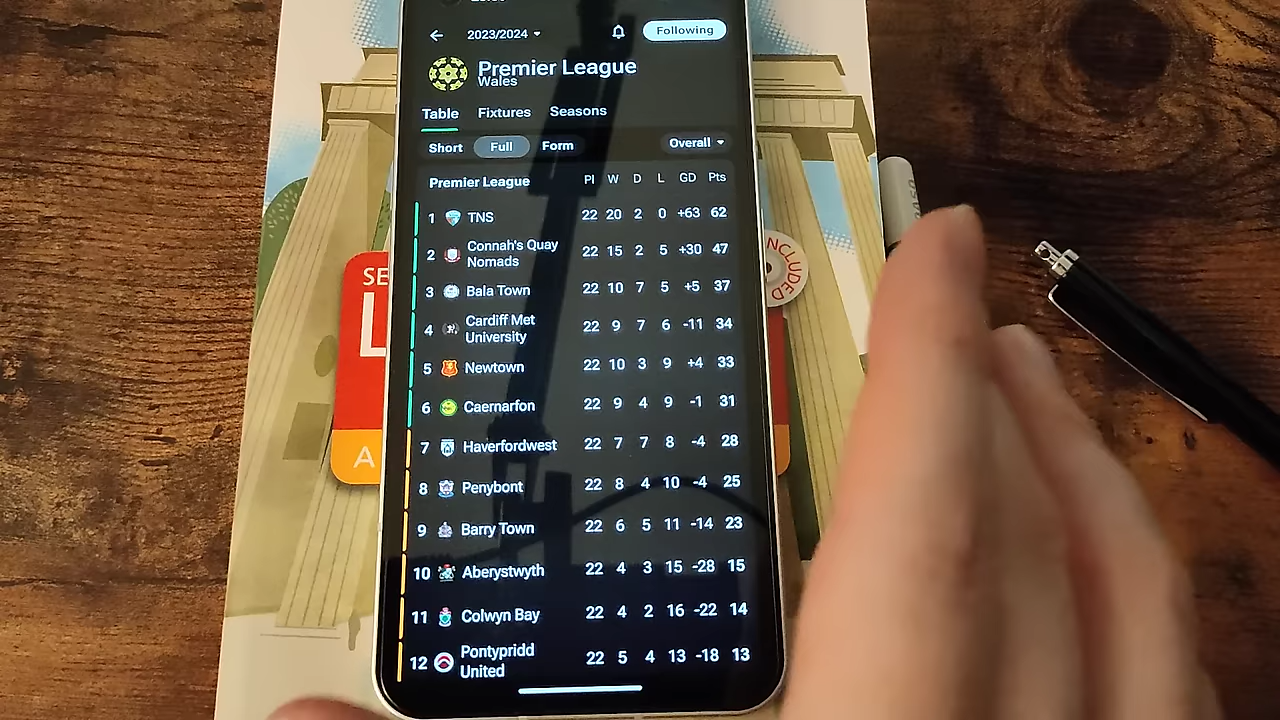 2023/2024 Following
Premier League
Wales
Table Fixtures Seasons
Short Full Form Overall
Premier League Pl W D L GD Pts
1 TNS 22 20 2 0 +63 62
2 Connah's Quay Nomads 22 15 2 5 +30 47
3 Bala Town 22 10 7 5 +5 37
4 Cardiff Met University 22 9 7 6 -11 34
5 Newtown 22 10 3 9 +4 33
6 Caernarfon 22 9 4 9 -1 31
7 Haverfordwest 22 7 7 8 -4 28
8 Penybont 22 8 4 10 -4 25
9 Barry Town 22 6 5 11 -14 23
10 Aberystwyth 22 4 3 15 -28 15
11 Colwyn Bay 22 4 2 16 -22 14
12 Pontypridd United 22 5 4 13 -18 13
SE
L
A
INCLUDED